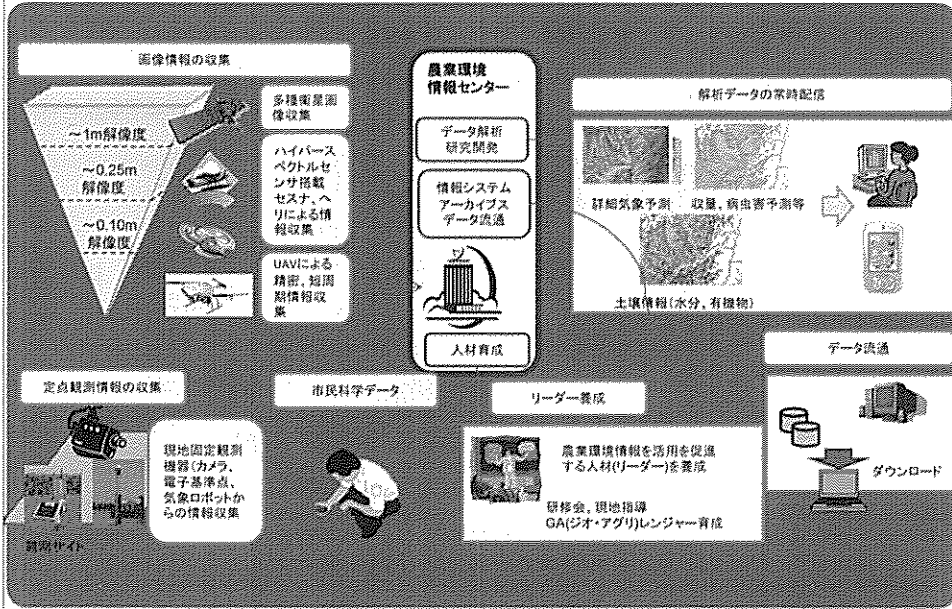 画像情報の収集
~1m解像度
~0.25m
解像度
~0.10m
解像度
多種衛星画
像収集
ハイパース
ペクトルセ
ンサ搭載
セスナ、ヘ
リによる情
報収集
UAVによる
精密、短周
期情報収
集
農業環境
情報センター
データ解析
研究開発
情報システム
アーカイブス
データ流通
人材育成
解析データの常時配信
詳細気象予測
収量、病虫害予測等
土壌情報(水分、有機物)
定点観測情報の収集
現地固定観測
機器(カメラ、
電子基準点、
気象ロボットか
らの情報収集
観測サイト
市民科学データ
リーダー養成
農業環境情報を活用を促進
する人材(リーダー)を養成
研修会、現地指導
GA(ジオ・アグリ)レンジャー育成
データ流通
ダウンロード